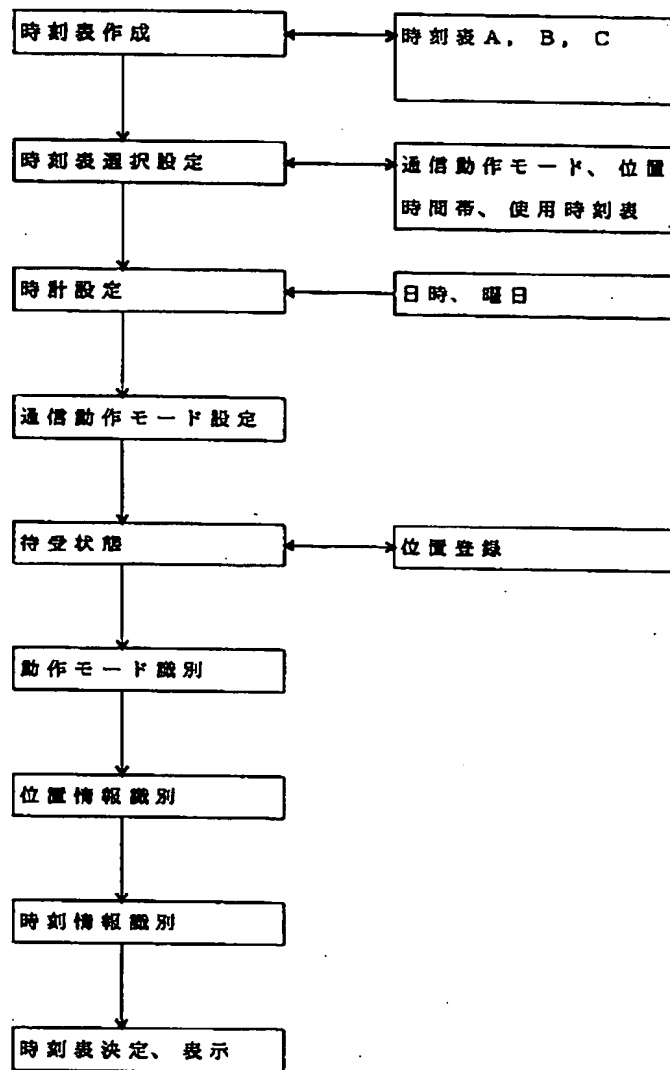 時刻表作成
時刻表A, B, C
時刻表選択設定
通信動作モード、位置
時間帯、使用時刻表
時計設定
日時、曜日
通信動作モード設定
待受状態
位置登録
動作モード識別
位置情報識別
時刻情報識別
時刻表決定、表示